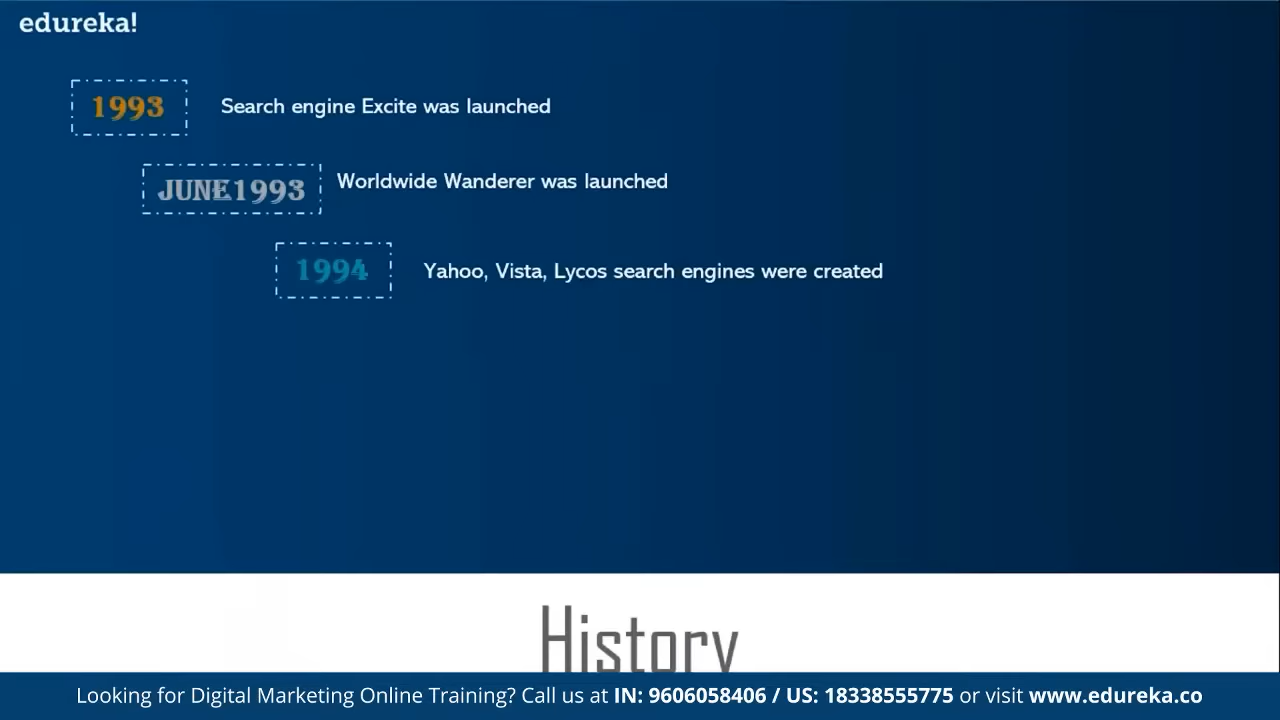 edureka!
1993 Search engine Excite was launched
JUNE1993 Worldwide Wanderer was launched
1994 Yahoo, Vista, Lycos search engines were created
History
Looking for Digital Marketing Online Training? Call us at IN: 9606058406 / US: 18338555775 or visit www.edureka.co